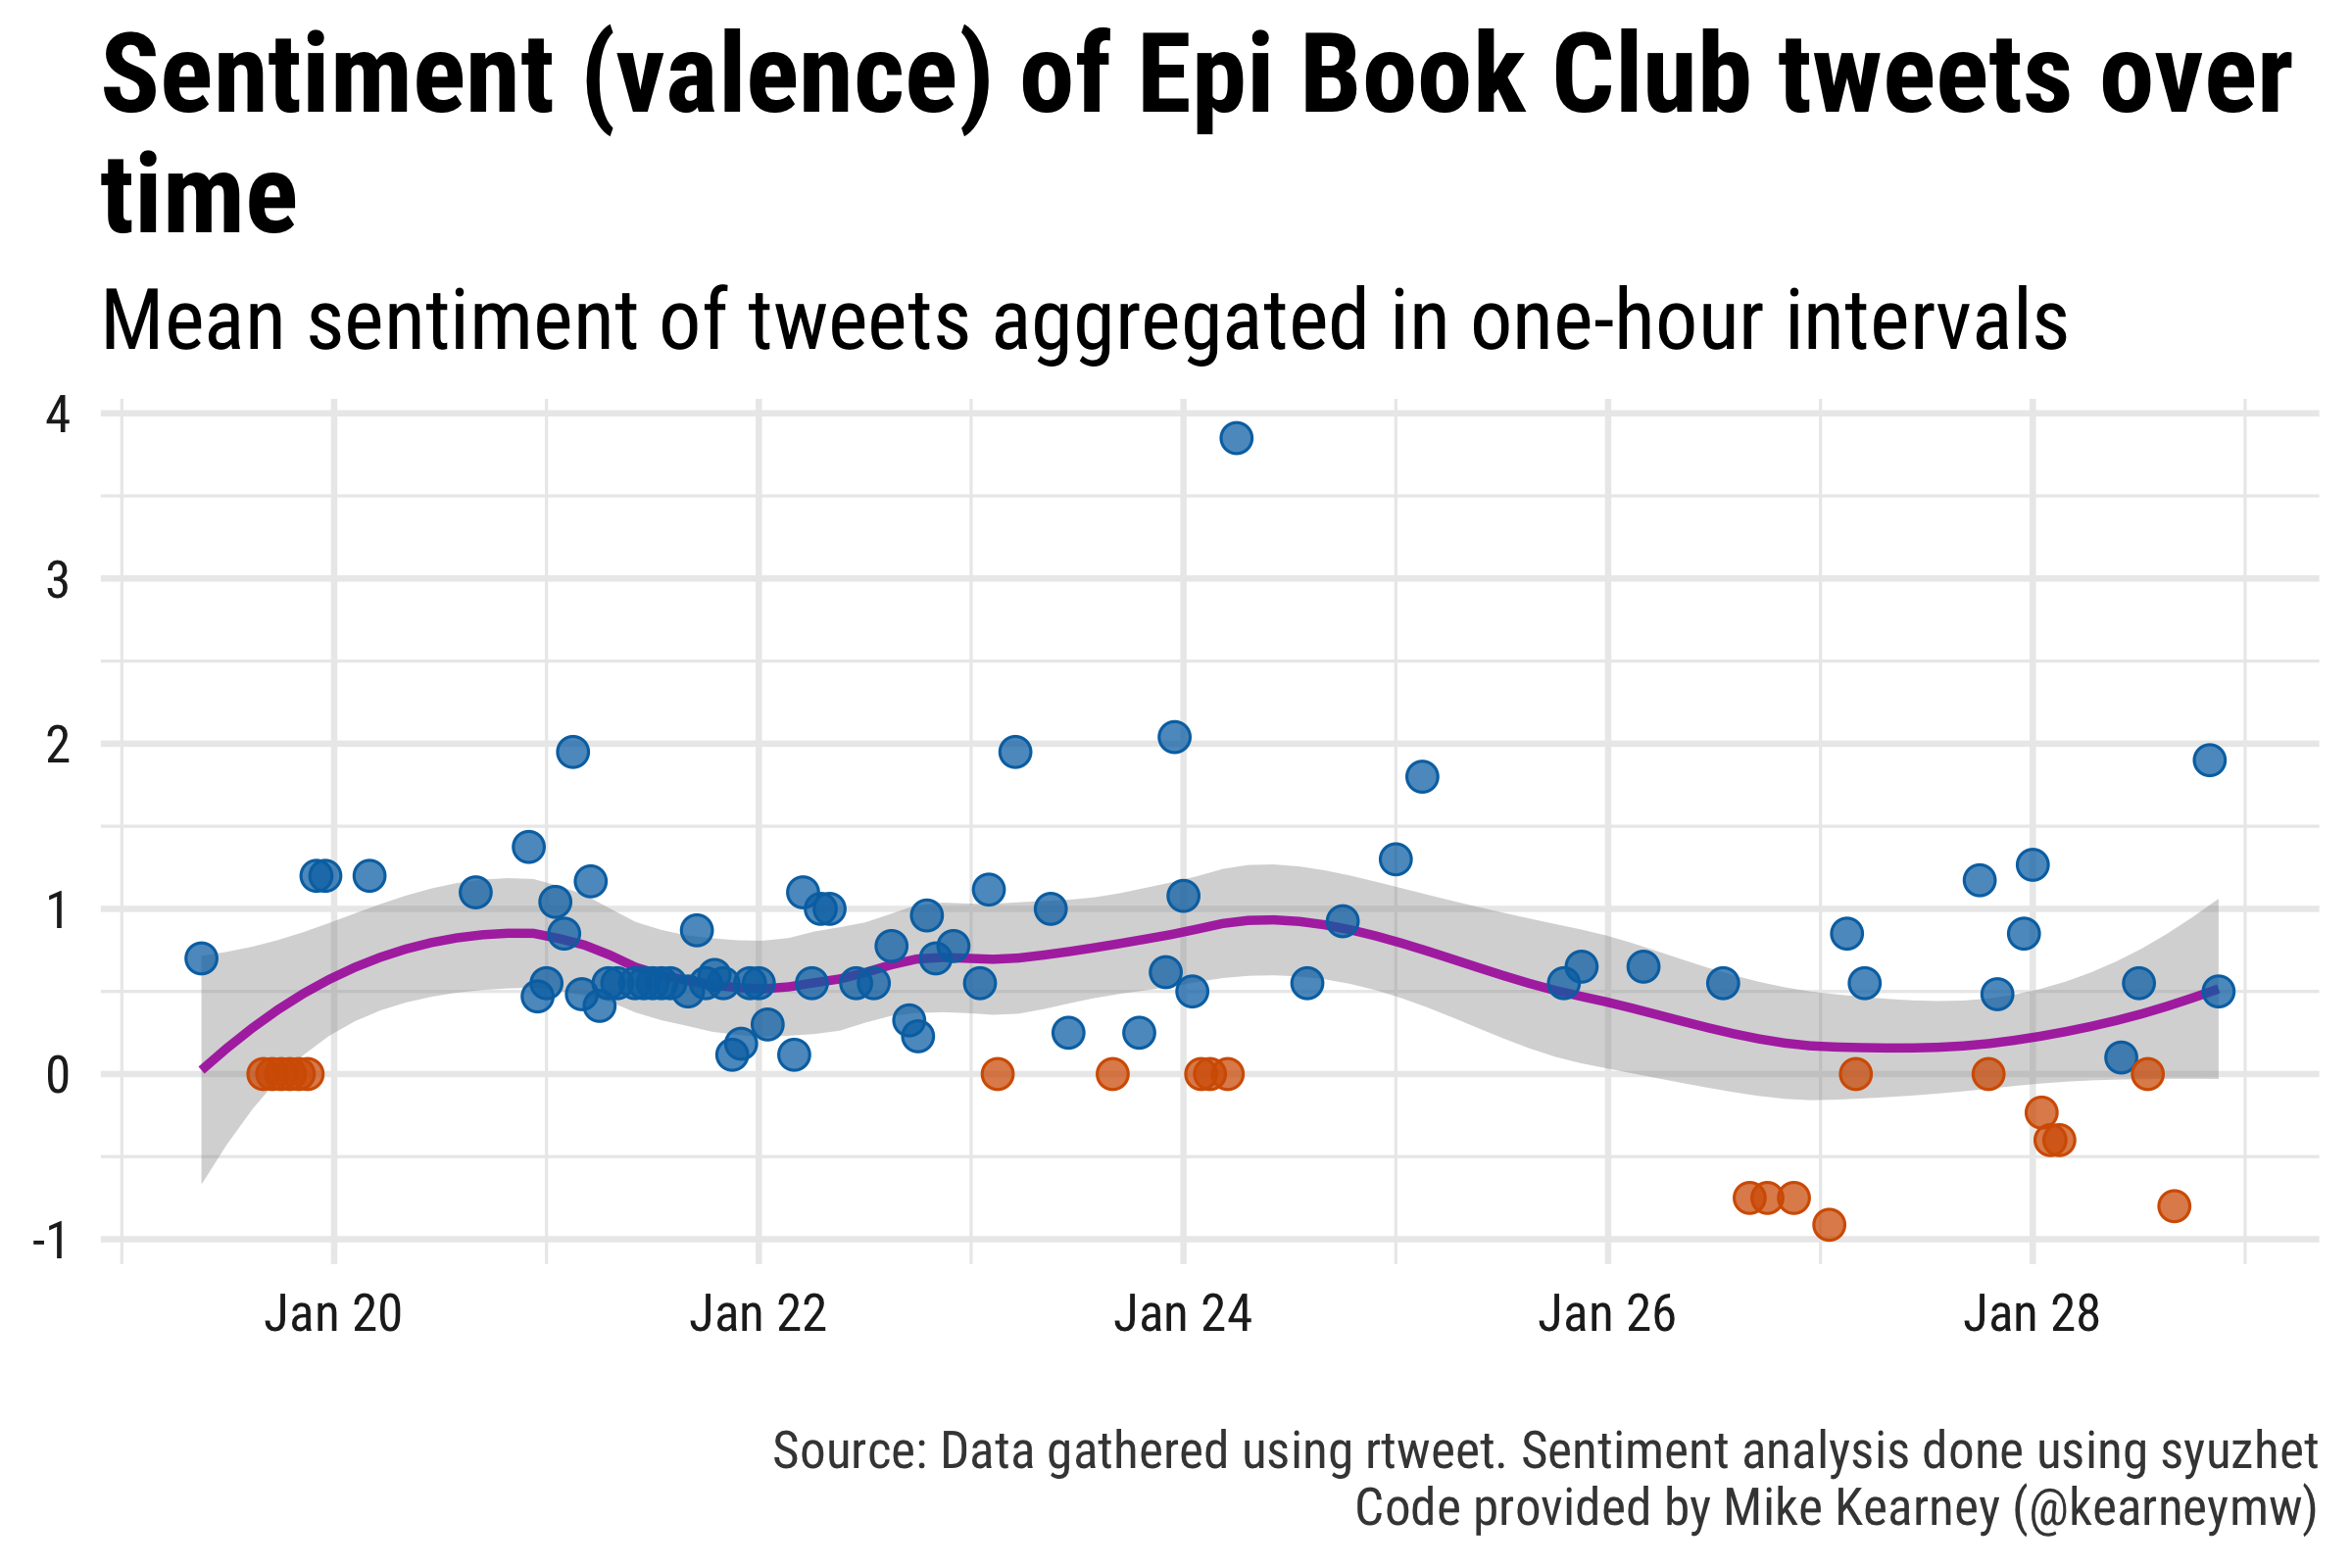 Sentiment (valence) of Epi Book Club tweets over
time
Mean sentiment of tweets aggregated in one-hour intervals
4
3
2
1
0
-1
Jan 20
Jan 22
Jan 24
Jan 26
Jan 28
Source: Data gathered using rtweet. Sentiment analysis done using syuzhet
Code provided by Mike Kearney (@kearneymw)